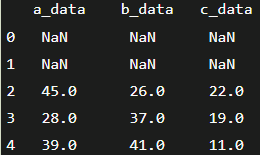 a_data b_data c_data
0 NaN NaN NaN
1 NaN NaN NaN
2 45.0 26.0 22.0
3 28.0 37.0 19.0
4 39.0 41.0 11.0